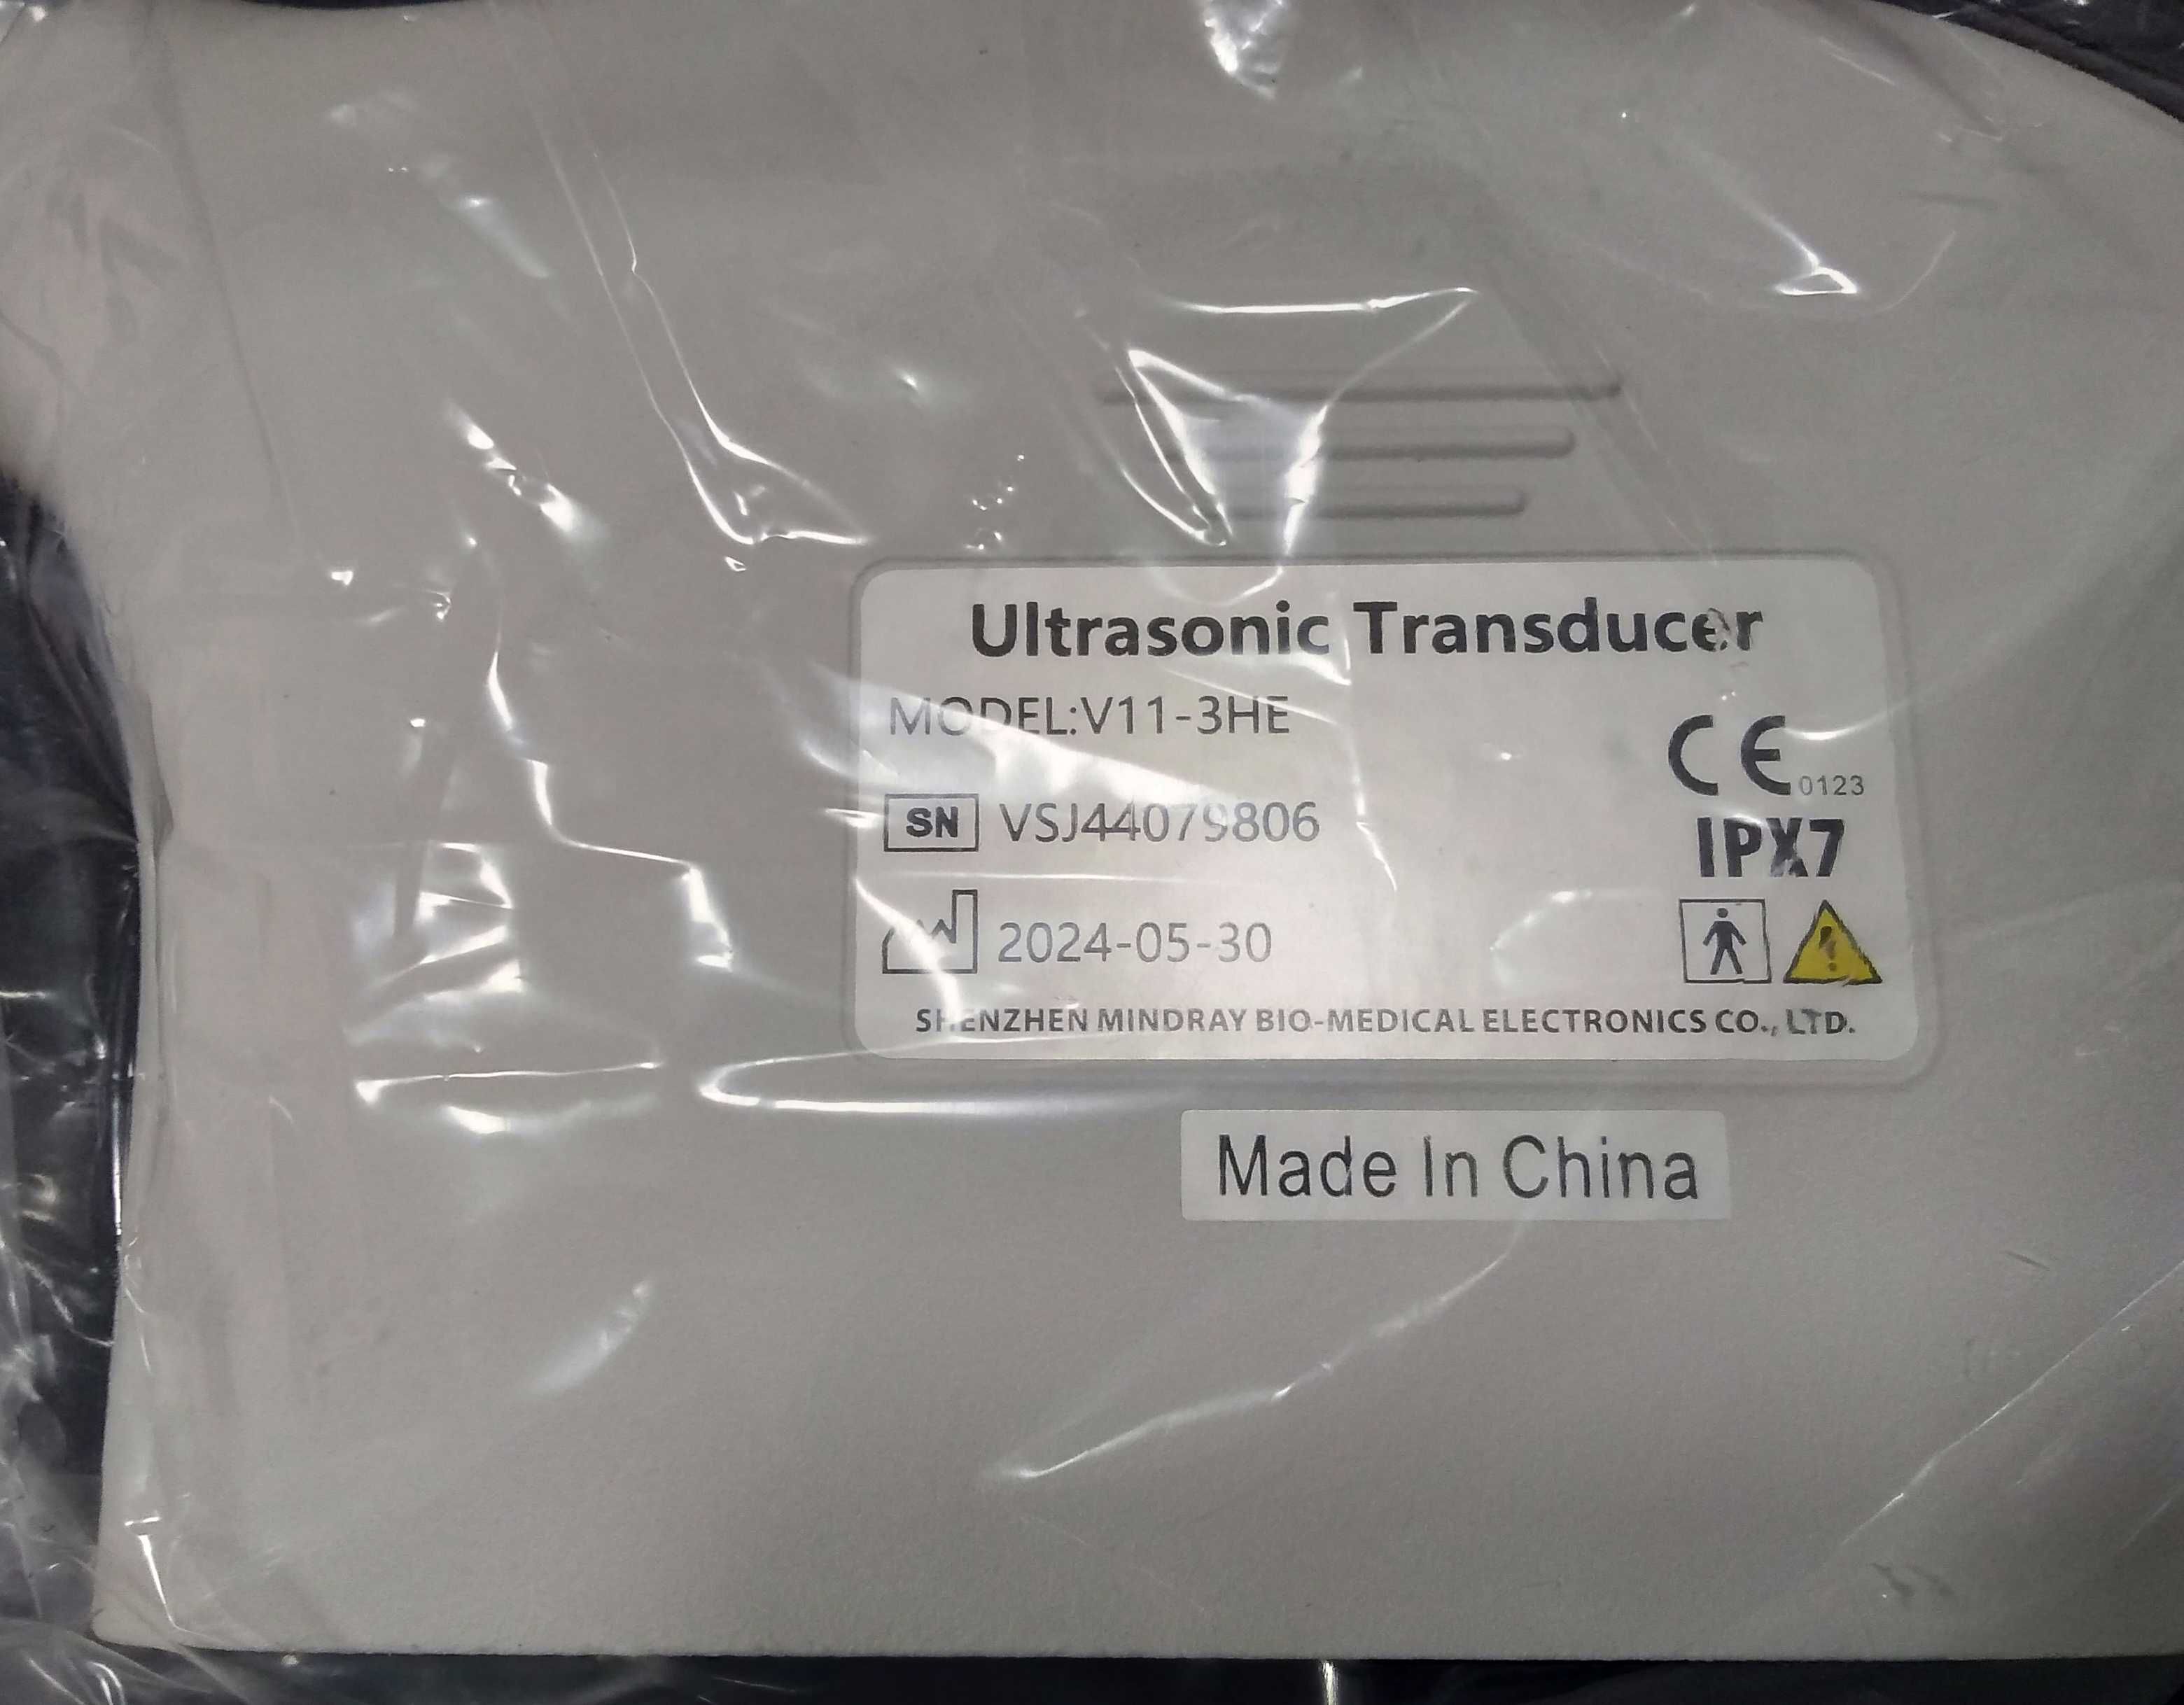 Ultrasonic Transducer
MODEL:V11-3HE
CE 0123
SN VSJ44079806
IPX7
2024-05-30
SHENZHEN MINDRAY BIO-MEDICAL ELECTRONICS CO., LTD.
Made In China